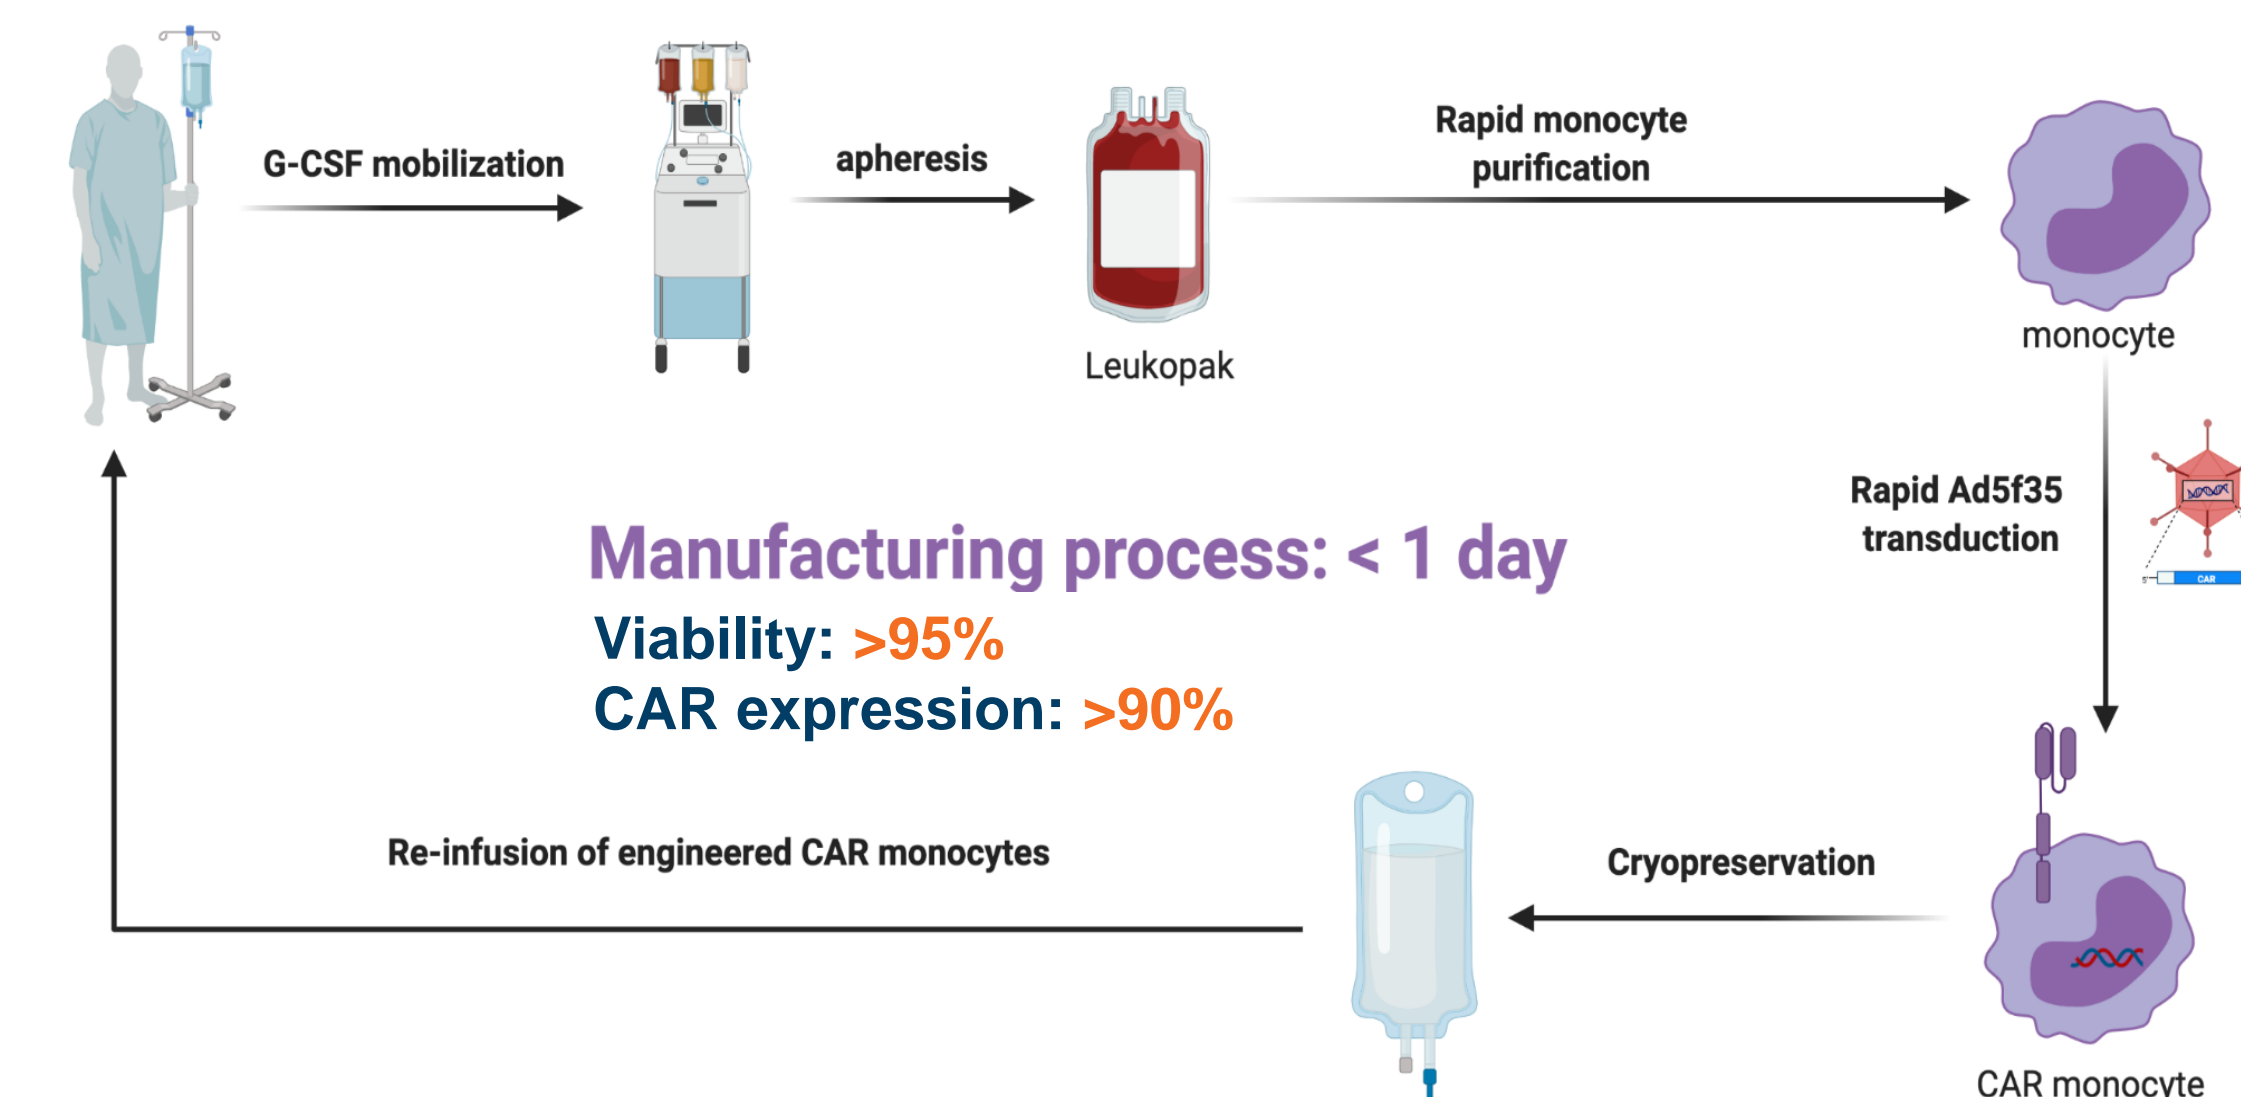 G-CSF mobilization
apheresis
Leukopak
Rapid monocyte
purification
monocyte
Rapid Ad5f35
transduction
5'
CAR
Manufacturing process: < 1 day
Viability: >95%
CAR expression: >90%
Re-infusion of engineered CAR monocytes
Cryopreservation
CAR monocyte